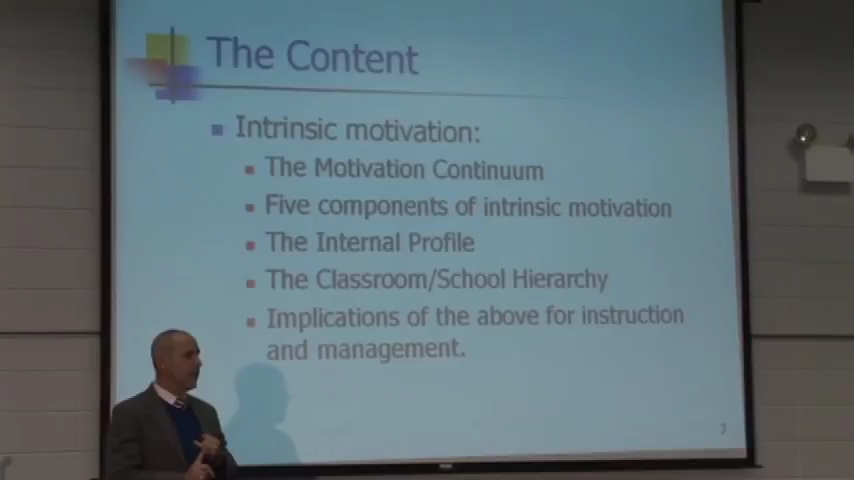 The Content
Intrinsic motivation:
The Motivation Continuum
Five components of intrinsic motivation
The Internal Profile
The Classroom/School Hierarchy
Implications of the above for instruction
and management.
3